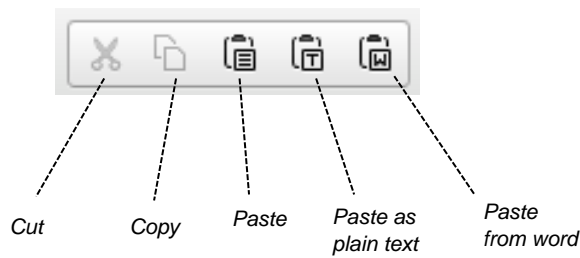 T
W
Cut
Copy
Paste
Paste as
plain text
Paste
from word